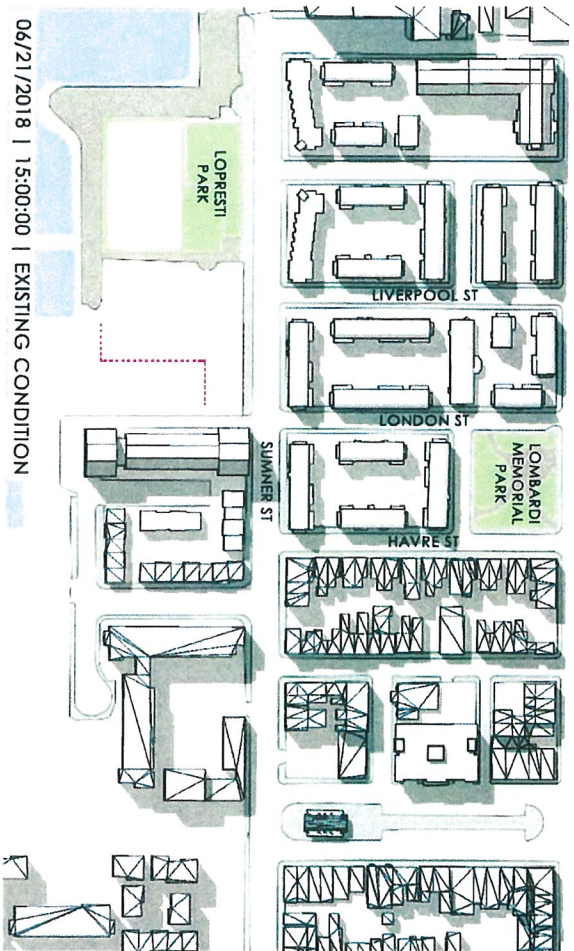 LOPRESTI
PARK
LIVERPOOL ST
LONDON ST
LOMBARDI
MEMORIAL
PARK
SUMNER ST
HAVRE ST
06/21/2018 | 15:00:00 | EXISTING CONDITION